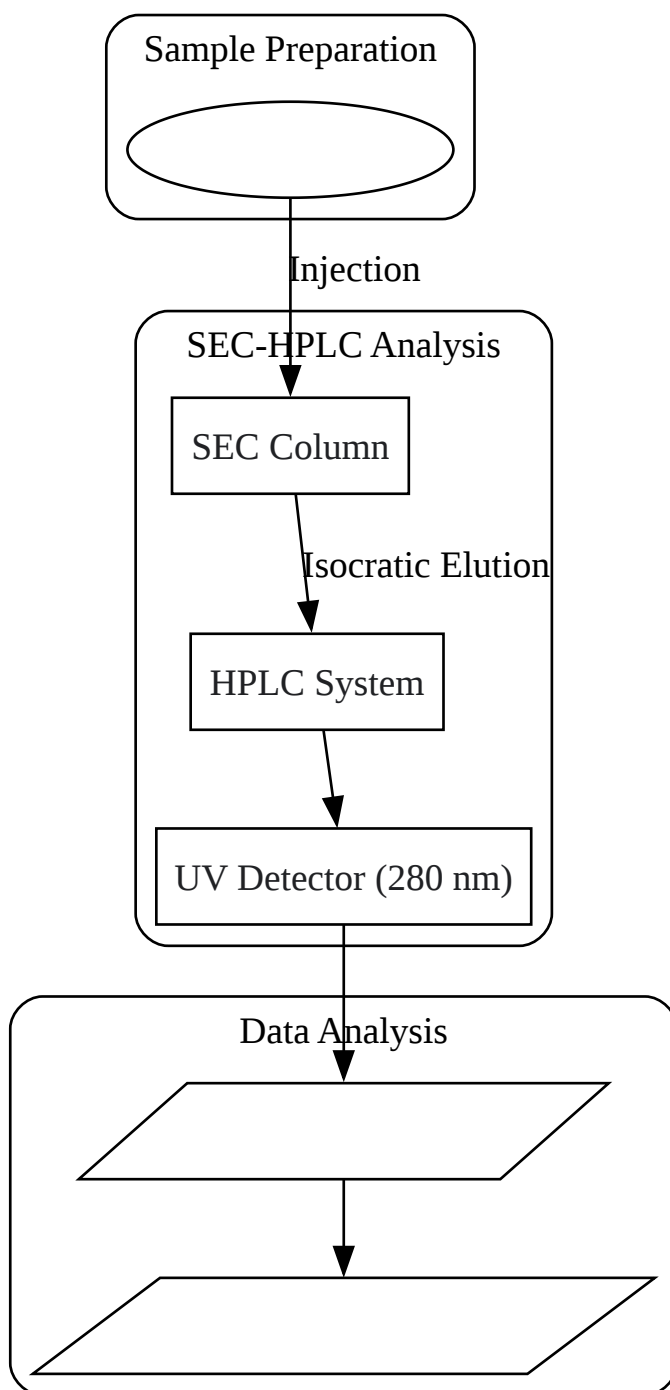 Sample Preparation
Injection
SEC-HPLC Analysis
SEC Column
Isocratic Elution
HPLC System
UV Detector (280 nm)
Data Analysis